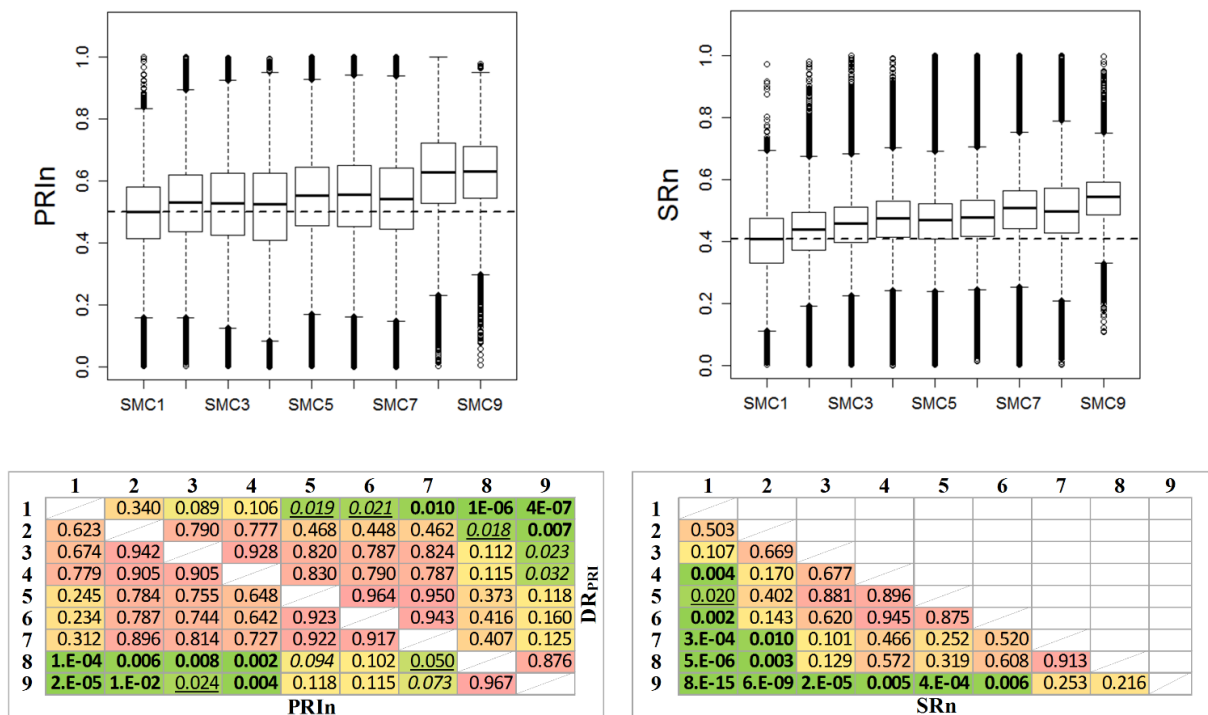 PRIn
0.0 0.2 0.4 0.6 0.8 1.0
SMC1 SMC3 SMC5 SMC7 SMC9
SRn
0.0 0.2 0.4 0.6 0.8 1.0
SMC1 SMC3 SMC5 SMC7 SMC9
1 2 3 4 5 6 7 8 9
1 0.340 0.089 0.106 0.019 0.021 0.010 1E-06 4E-07
2 0.623 0.790 0.777 0.468 0.448 0.462 0.018 0.007
3 0.674 0.942 0.928 0.820 0.787 0.824 0.112 0.023
4 0.779 0.905 0.905 0.830 0.790 0.787 0.115 0.032
5 0.245 0.784 0.755 0.648 0.964 0.950 0.373 0.118
6 0.234 0.787 0.744 0.642 0.923 0.943 0.416 0.160
7 0.312 0.896 0.814 0.727 0.922 0.917 0.407 0.125
8 1.E-04 0.006 0.008 0.002 0.094 0.102 0.050 0.876
9 2.E-05 1.E-02 0.024 0.004 0.118 0.115 0.073 0.967
PRIn
DRPRI
1 2 3 4 5 6 7 8 9
1
2 0.503
3 0.107 0.669
4 0.004 0.170 0.677
5 0.020 0.402 0.881 0.896
6 0.002 0.143 0.620 0.945 0.875
7 3.E-04 0.010 0.101 0.466 0.252 0.520
8 5.E-06 0.003 0.129 0.572 0.319 0.608 0.913
9 8.E-15 6.E-09 2.E-05 0.005 4.E-04 0.006 0.253 0.216
SRn